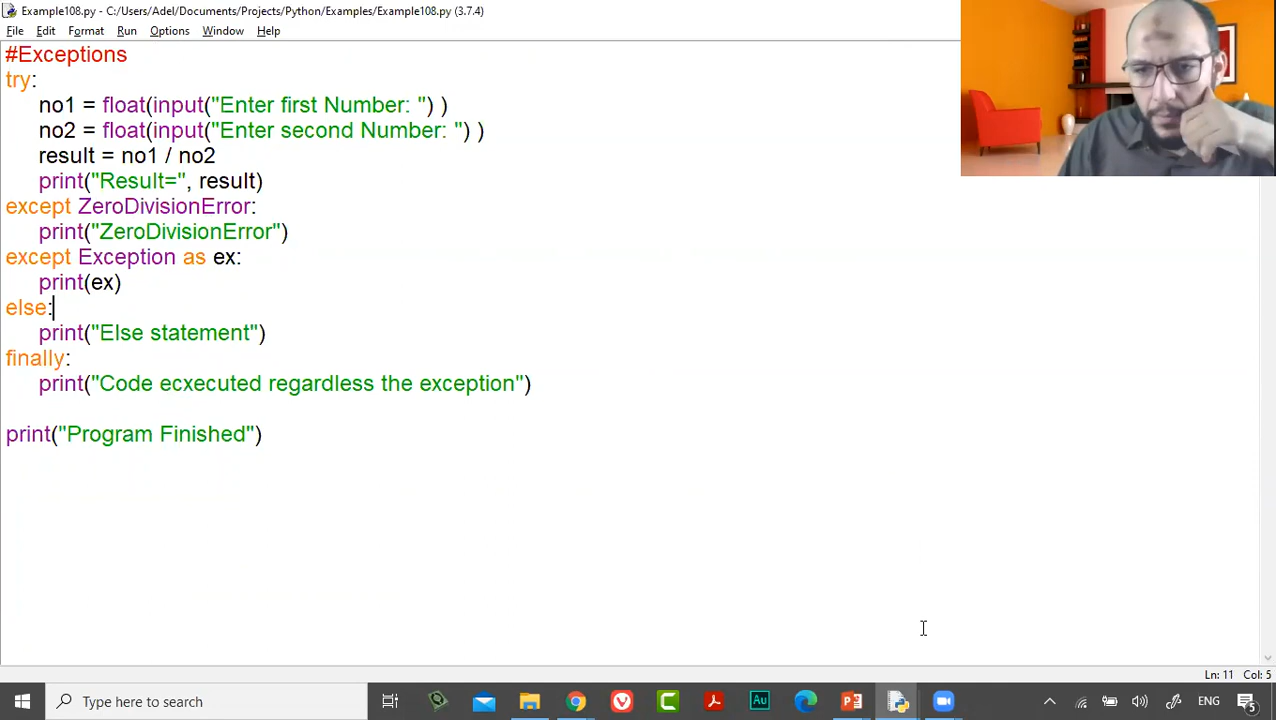 Example108.py - C:/Users/Adel/Documents/Projects/Python/Examples/Example108.py (3.7.4)
File Edit Format Run Options Window Help
#Exceptions
try:
no1 = float(input("Enter first Number: ") )
no2 = float(input("Enter second Number: ") )
result = no1 / no2
print("Result=", result)
except ZeroDivisionError:
print("ZeroDivisionError")
except Exception as ex:
print(ex)
else:
print("Else statement")
finally:
print("Code ecxecuted regardless the exception")
print("Program Finished")
Ln: 11 Col: 5
Type here to search
Au
ENG
5